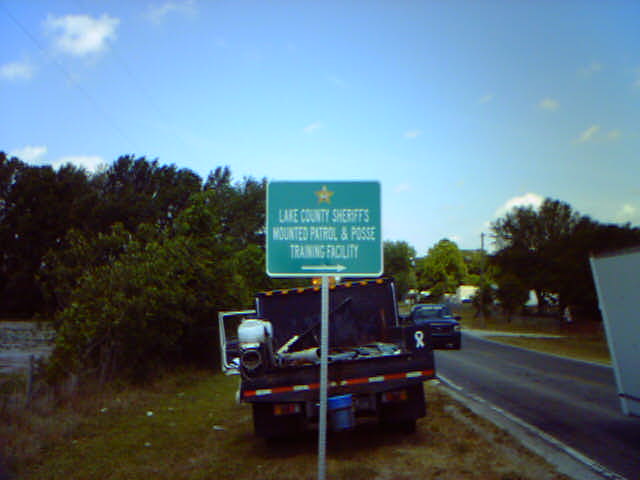 LAKE COUNTY SHERIFF'S
MOUNTED PATROL & POSSE
TRAINING FACILITY